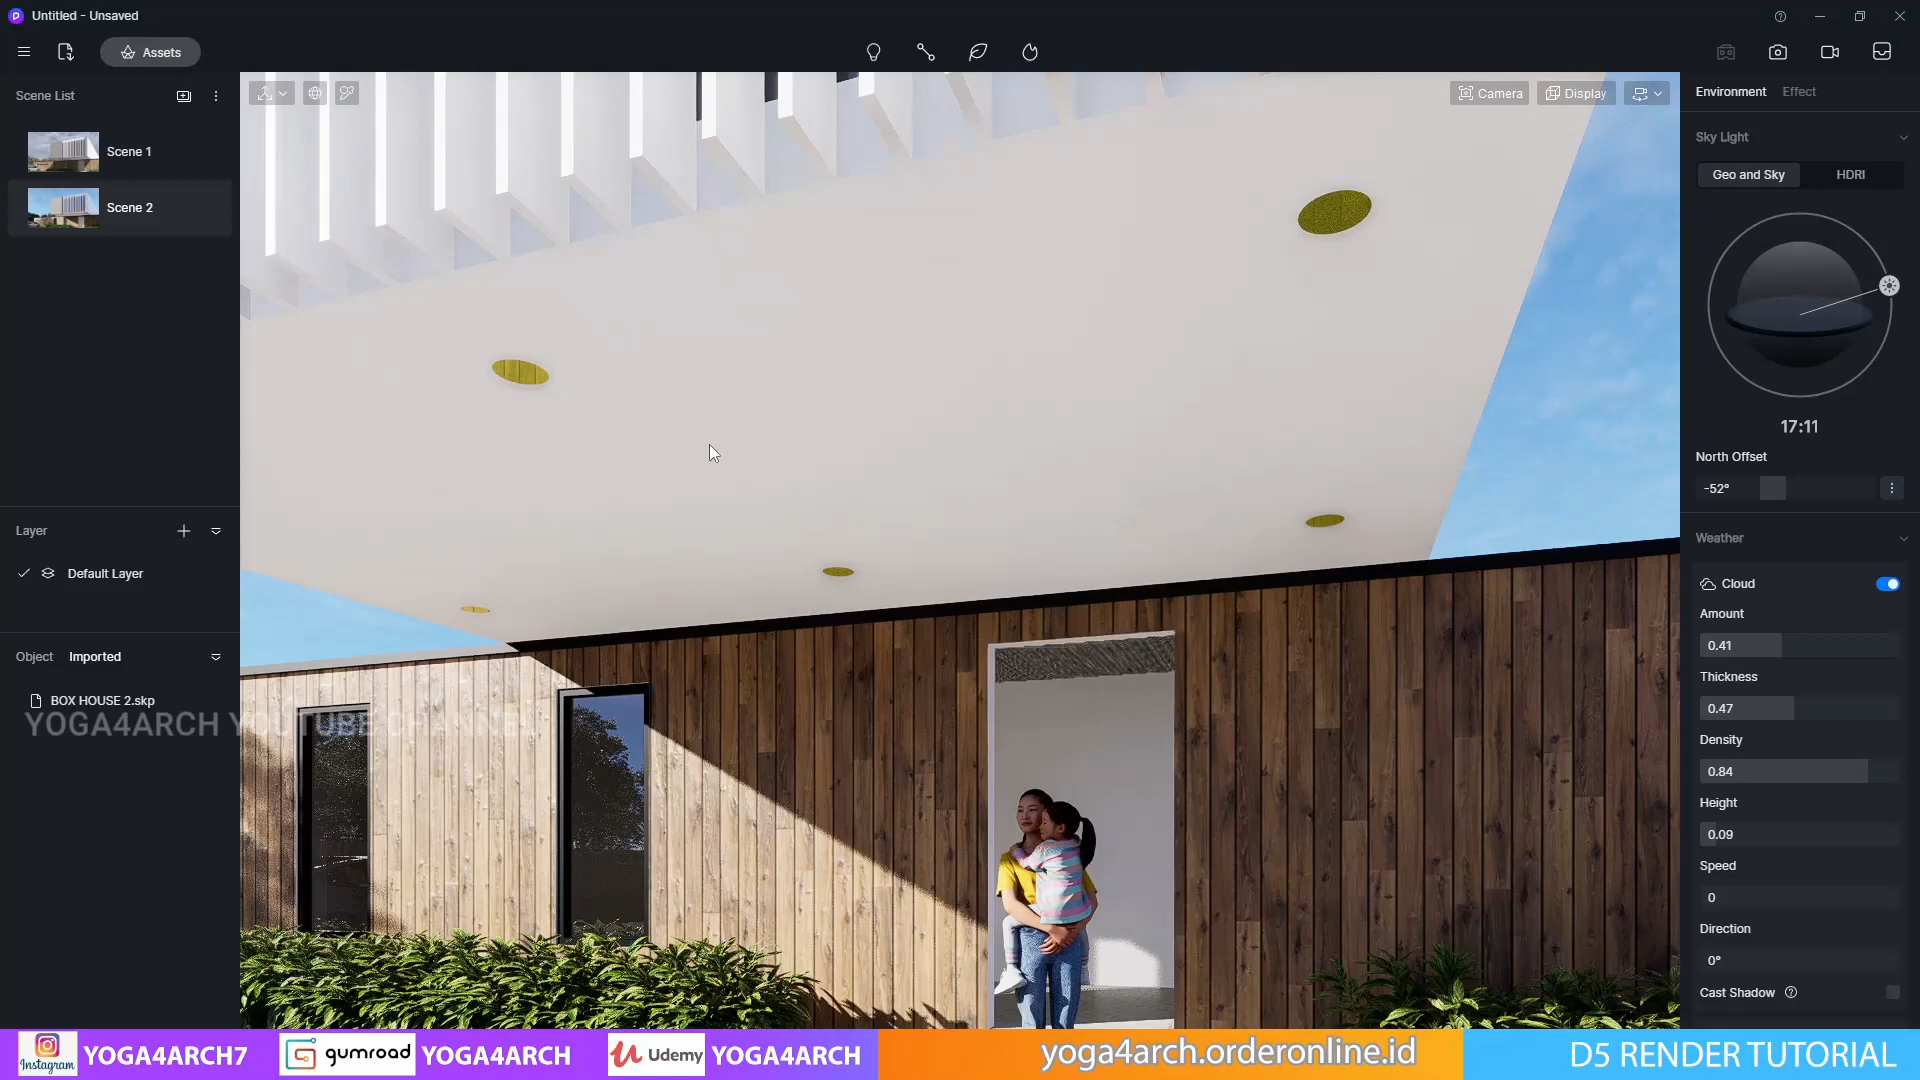 Untitled - Unsaved
Assets
Scene List
Scene 1
Scene 2
Layer
Default Layer
Object Imported
BOX HOUSE 2.skp
YOGA4ARCH YOUTUBE CHANNEL
Camera
Display
Environment Effect
Sky Light
Geo and Sky HDRI
17:11
North Offset
-52°
Weather
Cloud
Amount
0.41
Thickness
0.47
Density
0.84
Height
0.09
Speed
0
Direction
0°
Cast Shadow
Instagram YOGA4ARCH7 gumroad YOGA4ARCH Udemy YOGA4ARCH yoga4arch.orderonline.id D5 RENDER TUTORIAL